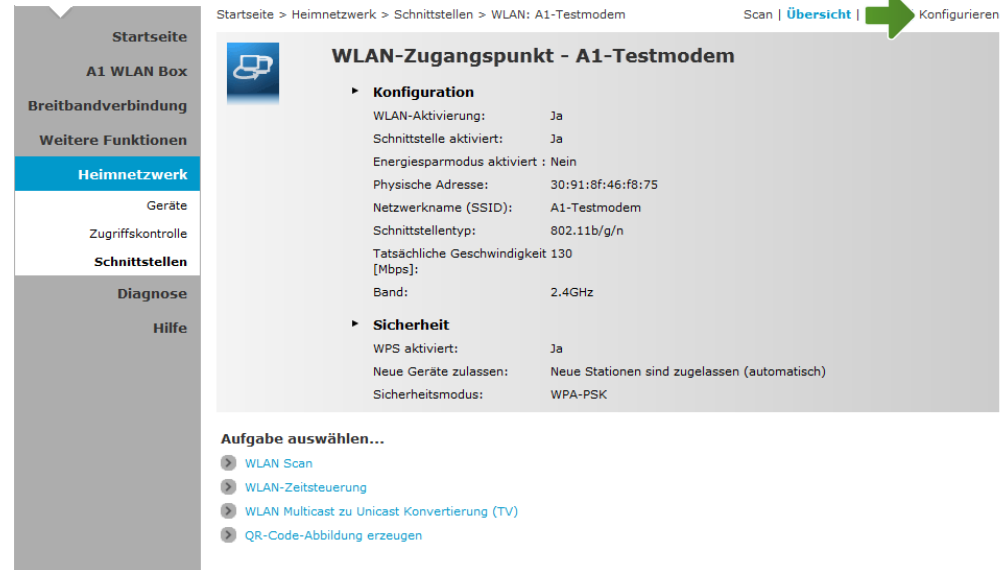 Startseite > Heimnetzwerk > Schnittstellen > WLAN: A1-Testmodem
Scan | Übersicht | Konfigurieren
Startseite
A1 WLAN Box
Breitbandverbindung
Weitere Funktionen
Heimnetzwerk
Geräte
Zugriffskontrolle
Schnittstellen
Diagnose
Hilfe
WLAN-Zugangspunkt - A1-Testmodem
Konfiguration
WLAN-Aktivierung: Ja
Schnittstelle aktiviert: Ja
Energiesparmodus aktiviert : Nein
Physische Adresse: 30:91:8f:46:f8:75
Netzwerkname (SSID): A1-Testmodem
Schnittstellentyp: 802.11b/g/n
Tatsächliche Geschwindigkeit 130
[Mbps]:
Band: 2.4GHz
Sicherheit
WPS aktiviert: Ja
Neue Geräte zulassen: Neue Stationen sind zugelassen (automatisch)
Sicherheitsmodus: WPA-PSK
Aufgabe auswählen...
WLAN Scan
WLAN-Zeitsteuerung
WLAN Multicast zu Unicast Konvertierung (TV)
QR-Code-Abbildung erzeugen